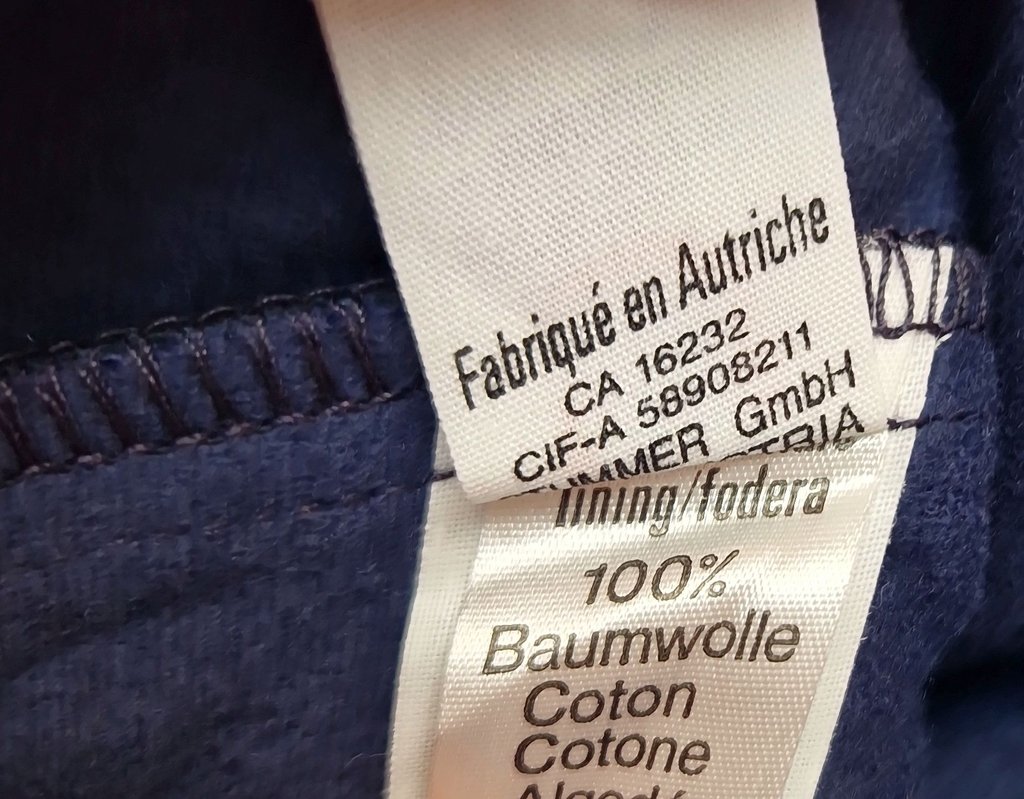 Fabriqué en Autriche
CA 16232
CIF-A 58908211
GmbH
lining/fodera
100%
Baumwolle
Coton
Cotone